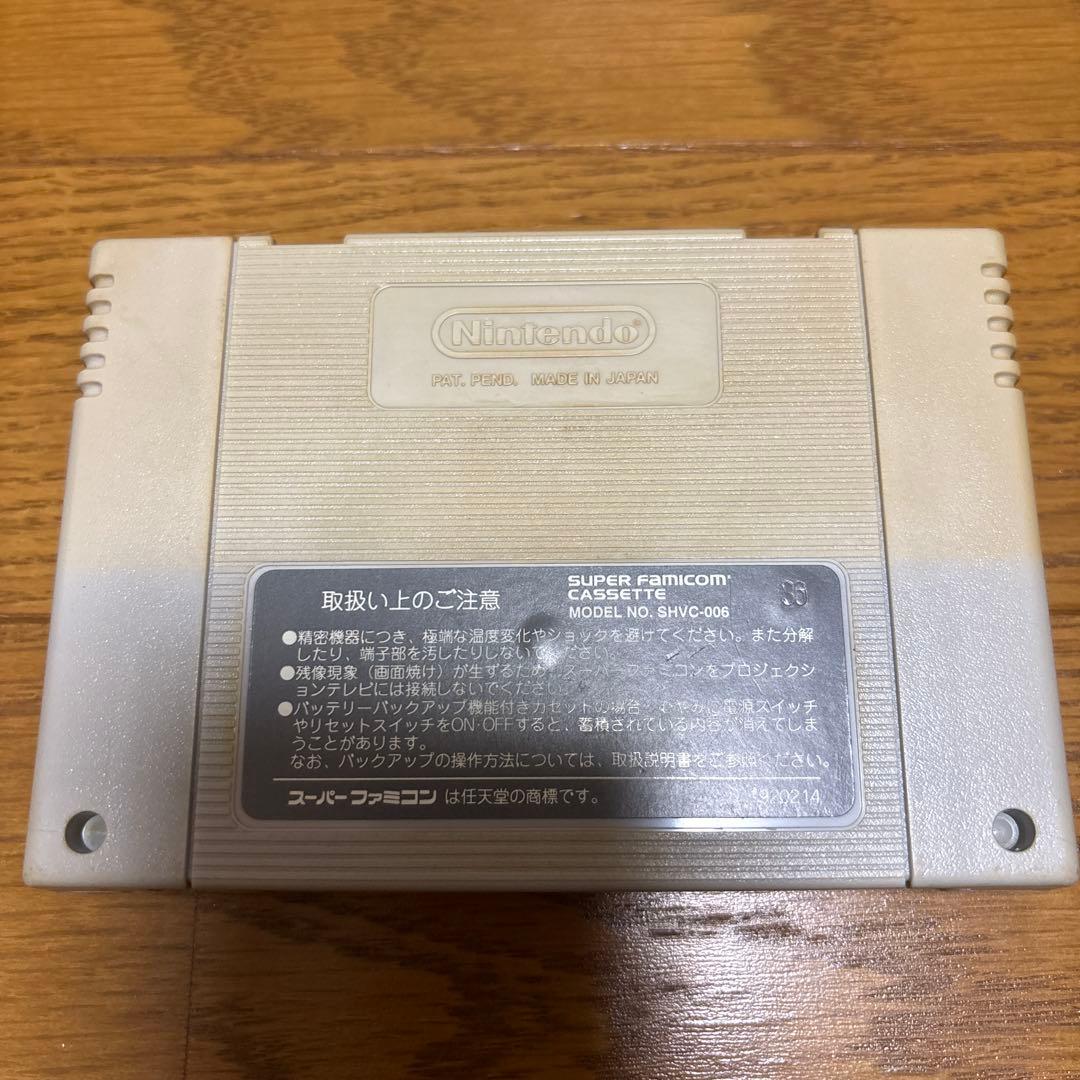 Nintendo®
PAT. PEND. MADE IN JAPAN
取扱い上のご注意
SUPER FAMICOM
CASSETTE
MODEL NO. SHVC-006
●精密機器につき、極端な温度変化やショックを避けてください。また分解
したり、端子部を汚したりしないでください。
●残像現象(画面焼け)が生ずるため、スーパーファミコンをプロジェクシ
ョンテレビには接続しないでください。
●バッテリーバックアップ機能付きカセットの場合、むやみに電源スイッチ
やリセットスイッチをON・OFFすると、蓄積されている内容が消えてしま
うことがあります。
なお、バックアップの操作方法については、取扱説明書をご参照ください。
スーパーファミコン は任天堂の商標です。
920214